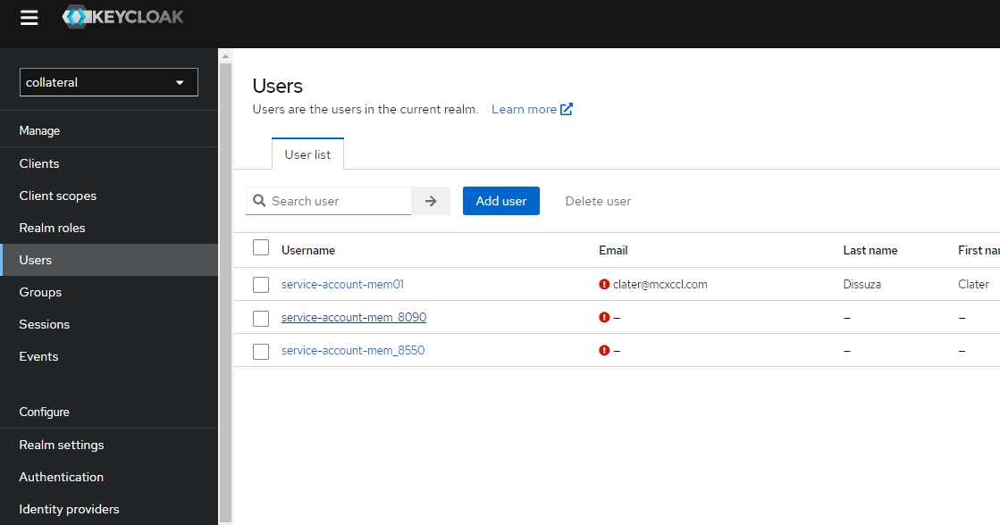 KEYCLOAK
collateral
Manage
Clients
Client scopes
Realm roles
Users
Groups
Sessions
Events
Configure
Realm settings
Authentication
Identity providers
Users
Users are the users in the current realm. Learn more
User list
Search user Add user Delete user
Username Email Last name First nar
service-account-mem01 clater@mcxccl.com Dissuza Clater
service-account-mem_8090 – – –
service-account-mem_8550 – – –